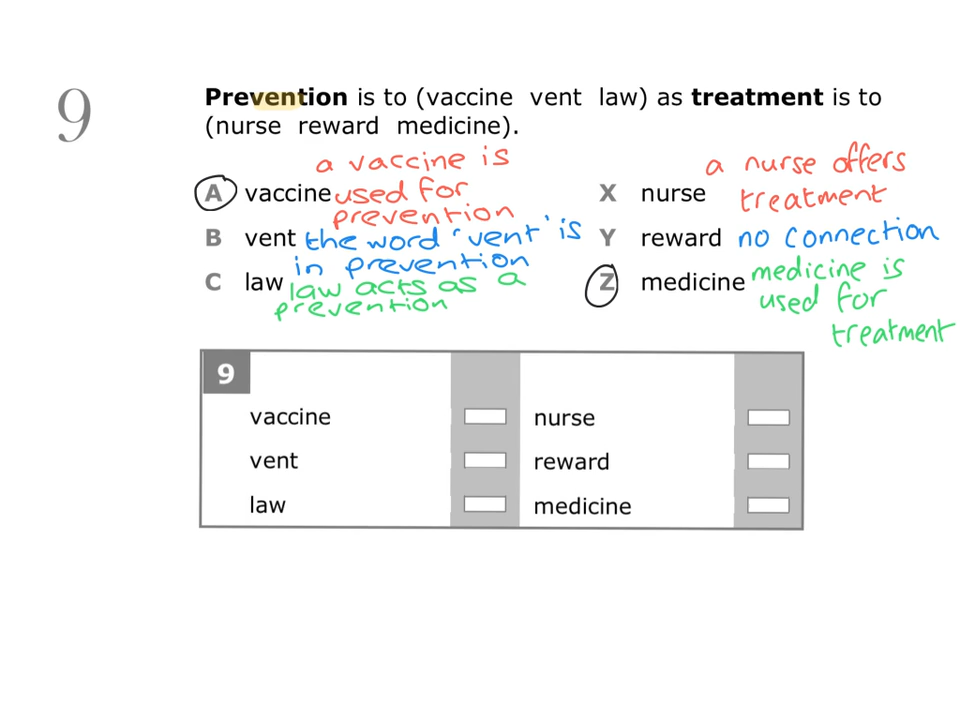 9
Prevention is to (vaccine vent law) as treatment is to
(nurse reward medicine).
a vaccine is
used for
prevention
A vaccine
B vent the word 'vent' is
in prevention
C law law acts as a
prevention
a nurse offers
treatment
X nurse
Y reward no connection
Z medicine medicine is
used for
treatment
9
vaccine nurse
vent reward
law medicine